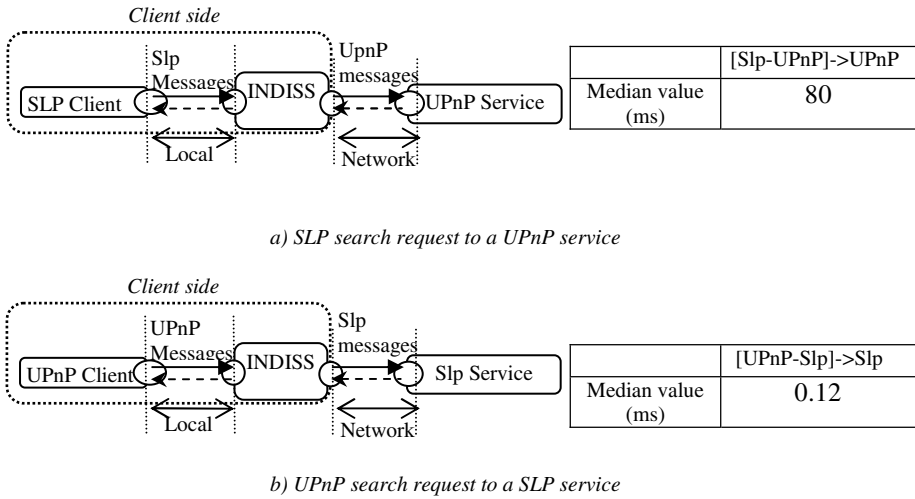 Client side
Slp
Messages
UpnP
messages
SLP Client
INDISS
UPnP Service
Local
Network
[Slp-UPnP]->UPnP
Median value
(ms)
80
a) SLP search request to a UPnP service
Client side
UPnP
Messages
Slp
messages
UPnP Client
INDISS
Slp Service
Local
Network
[UPnP-Slp]->Slp
Median value
(ms)
0.12
b) UPnP search request to a SLP service